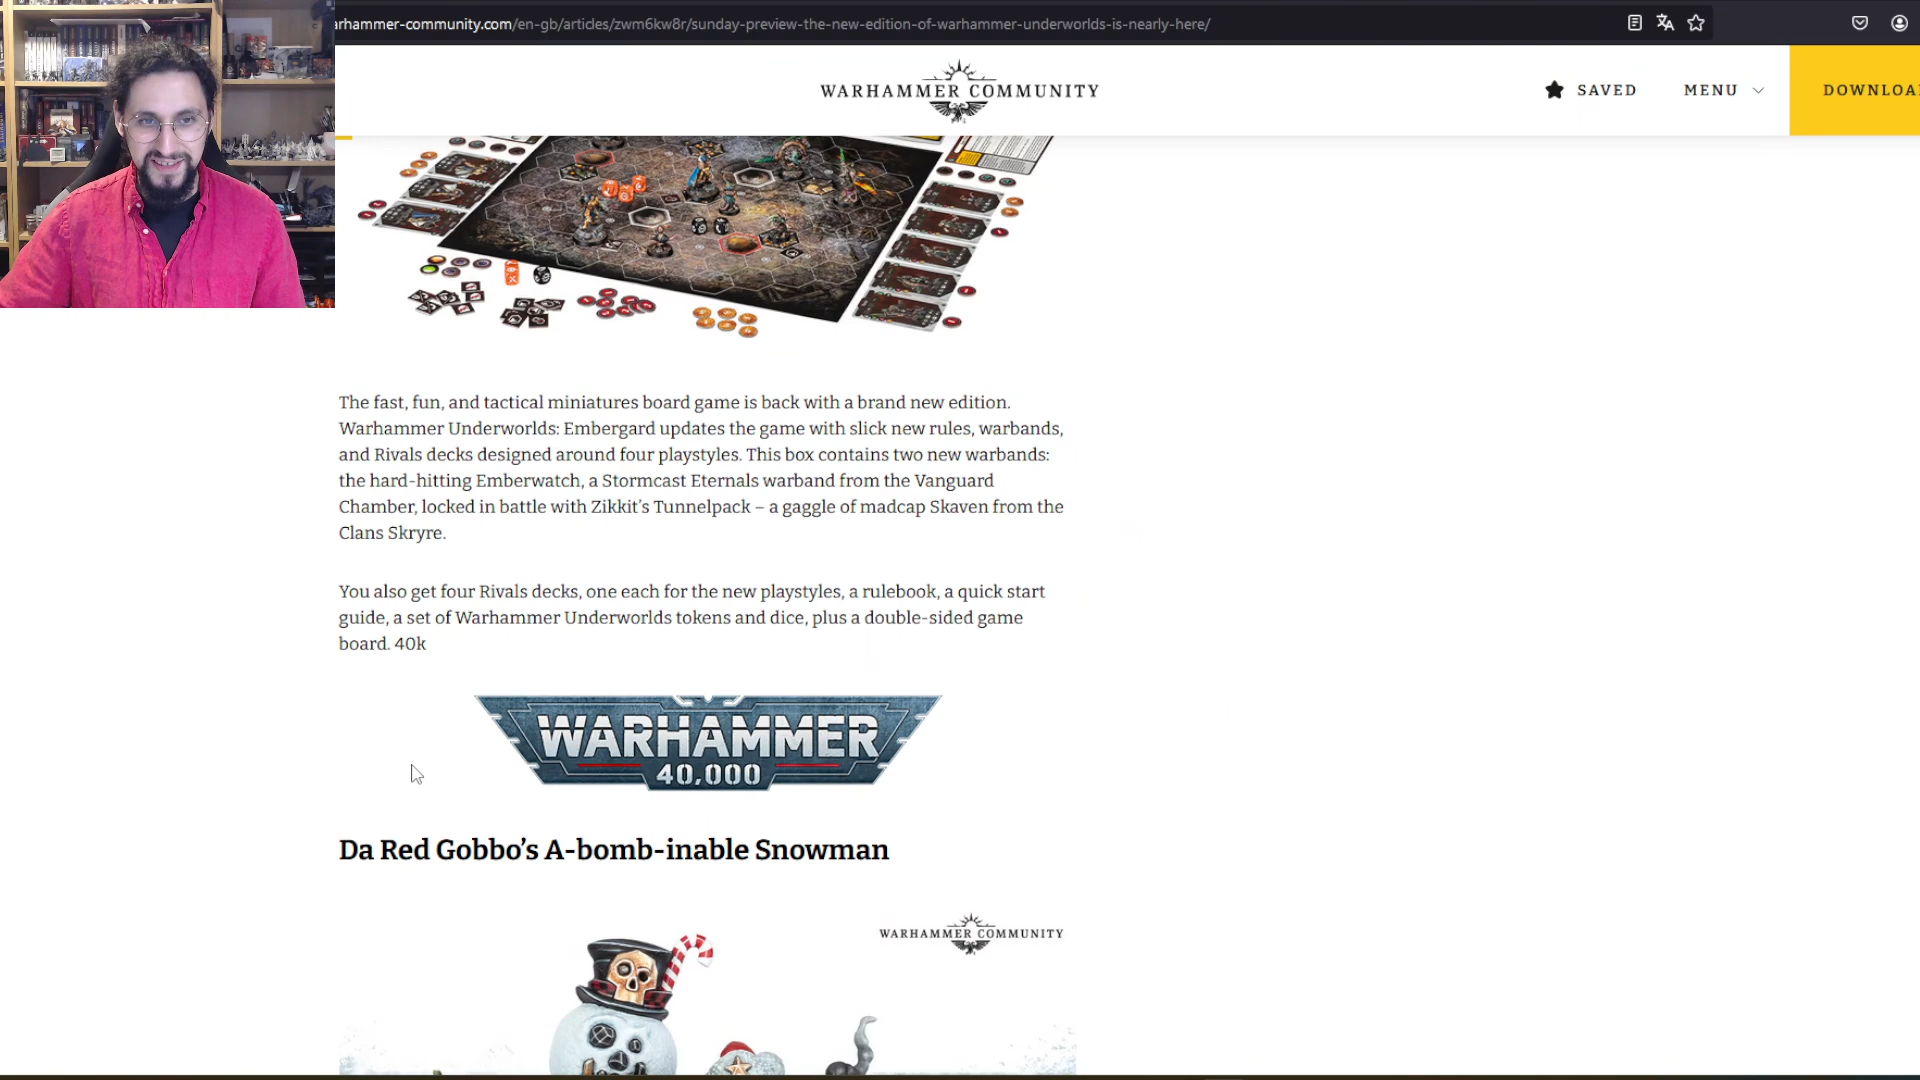 arhammer-community.com/en-gb/articles/zwm6kw8r/sunday-preview-the-new-edition-of-warhammer-underworlds-is-nearly-here/
WARHAMMER COMMUNITY
SAVED
MENU
DOWNLOA
The fast, fun, and tactical miniatures board game is back with a brand new edition.
Warhammer Underworlds: Embergard updates the game with slick new rules, warbands,
and Rivals decks designed around four playstyles. This box contains two new warbands:
the hard-hitting Emberwatch, a Stormcast Eternals warband from the Vanguard
Chamber, locked in battle with Zikkit’s Tunnelpack – a gaggle of madcap Skaven from the
Clans Skryre.
You also get four Rivals decks, one each for the new playstyles, a rulebook, a quick start
guide, a set of Warhammer Underworlds tokens and dice, plus a double-sided game
board. 40k
WARHAMMER
40,000
Da Red Gobbo’s A-bomb-inable Snowman
WARHAMMER COMMUNITY